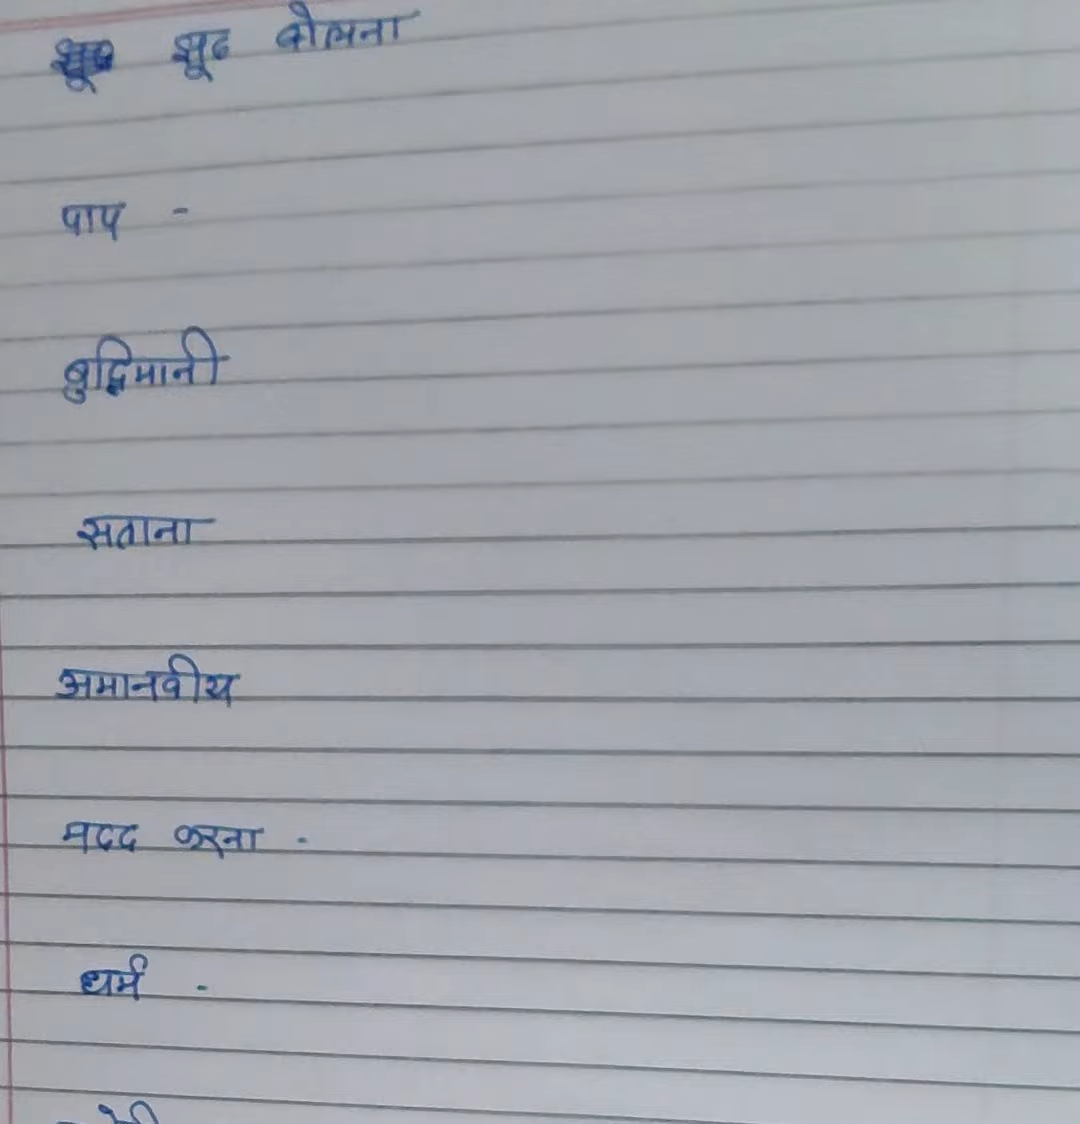 झूठ बोलना
पाप -
बुद्धिमानी
सताना
अमानवीय
मदद करना -
धर्म -